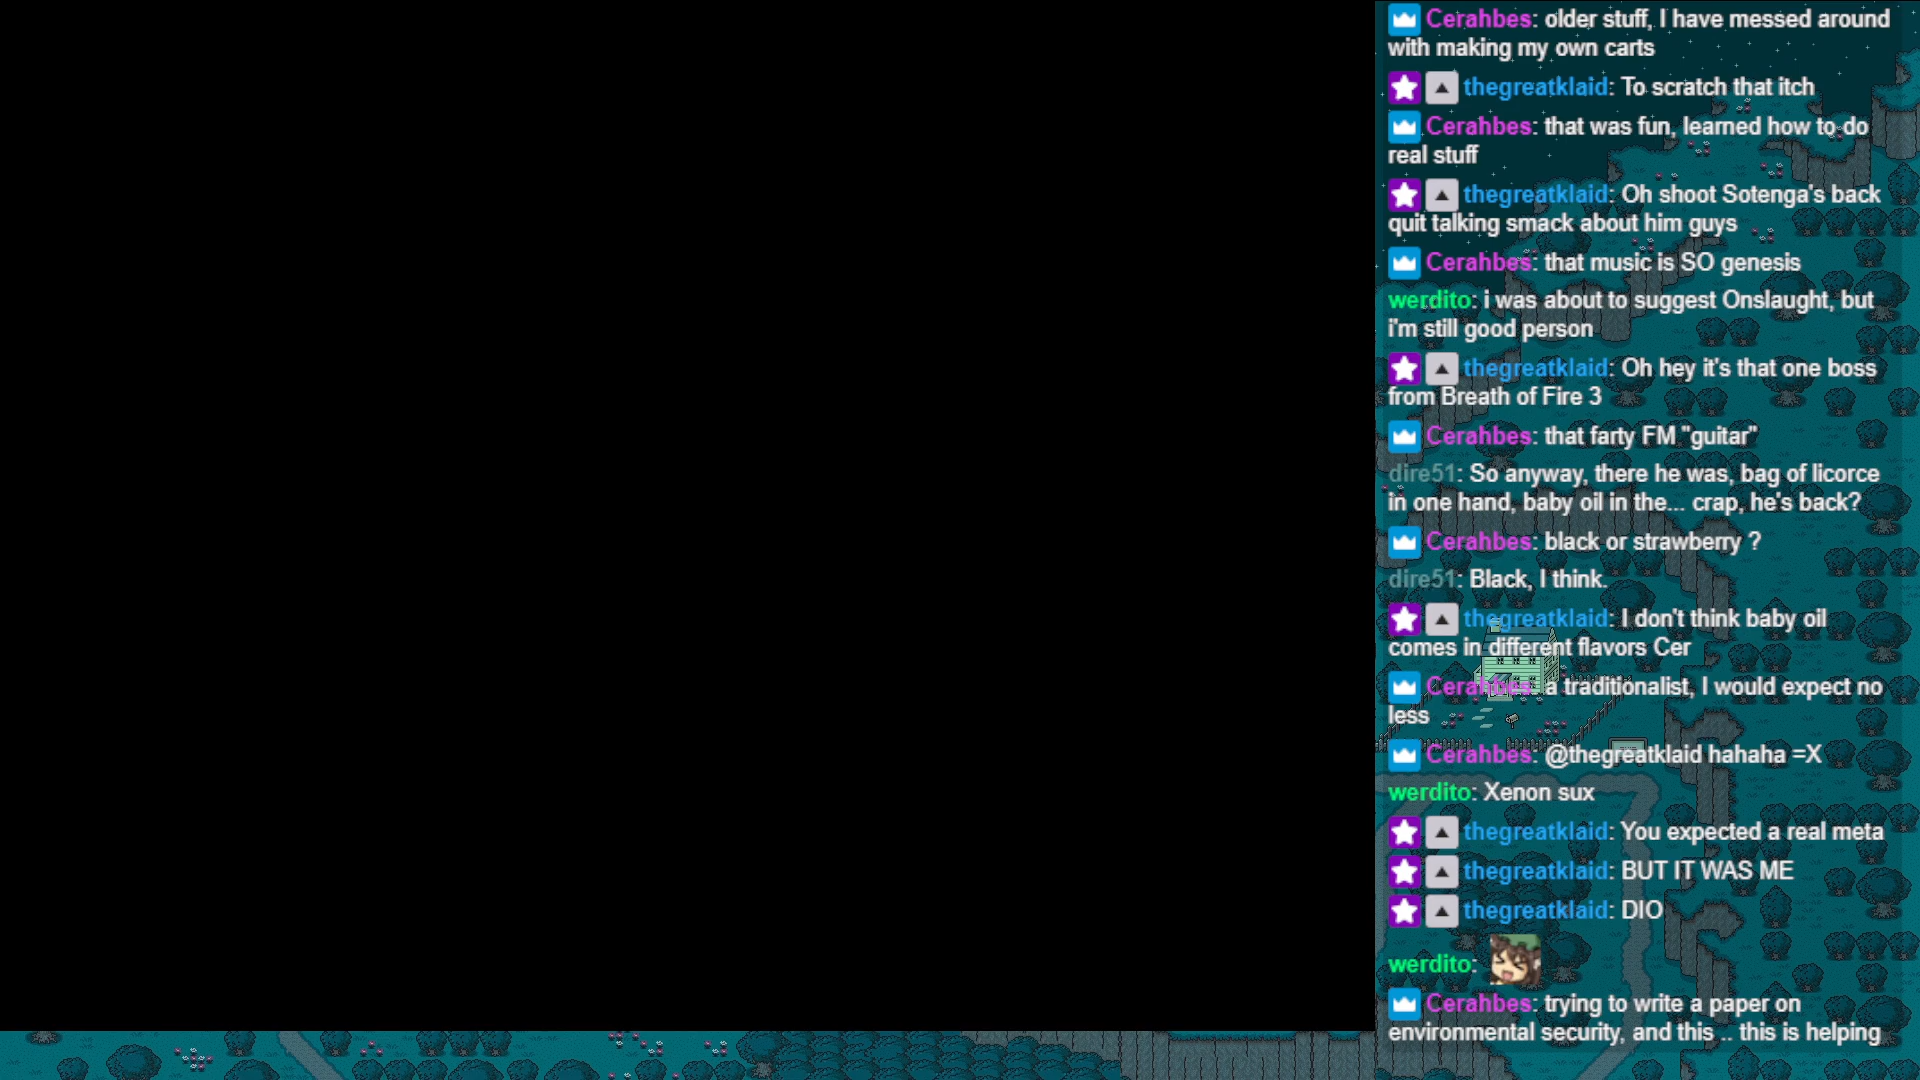 Cerahbes: older stuff, I have messed around
with making my own carts
thegreatklaid: To scratch that itch
Cerahbes: that was fun, learned how to do
real stuff
thegreatklaid: Oh shoot Sotenga's back
quit talking smack about him guys
Cerahbes: that music is SO genesis
werdito: i was about to suggest Onslaught, but
i'm still good person
thegreatklaid: Oh hey it's that one boss
from Breath of Fire 3
Cerahbes: that farty FM "guitar"
dire51: So anyway, there he was, bag of licorce
in one hand, baby oil in the... crap, he's back?
Cerahbes: black or strawberry ?
dire51: Black, I think.
thegreatklaid: I don't think baby oil
comes in different flavors Cer
Cerahbes: a traditionalist, I would expect no
less
Cerahbes: @thegreatklaid hahaha =X
werdito: Xenon sux
thegreatklaid: You expected a real meta
thegreatklaid: BUT IT WAS ME
thegreatklaid: DIO
werdito:
Cerahbes: trying to write a paper on
environmental security, and this .. this is helping